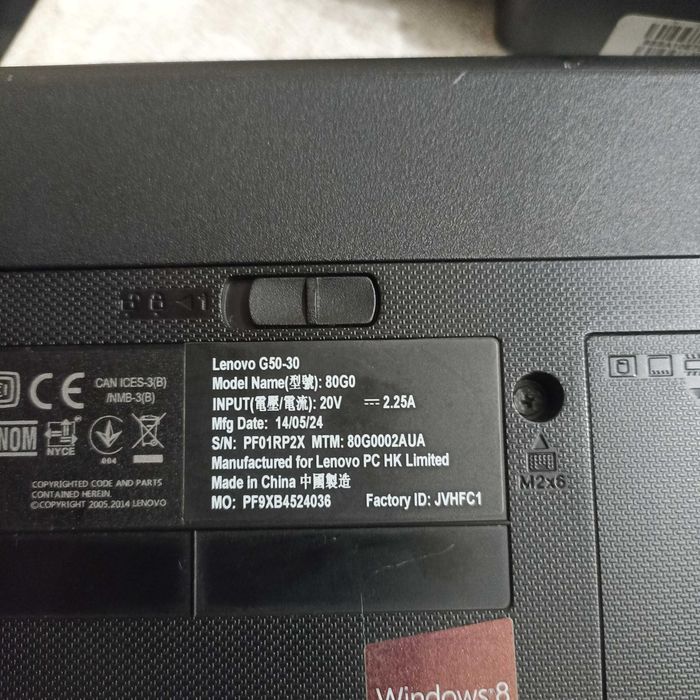 Lenovo G50-30
Model Name(型號): 80G0
INPUT(電壓/電流): 20V ⎓ 2.25A
Mfg Date: 14/05/24
S/N: PF01RP2X MTM: 80G0002AUA
Manufactured for Lenovo PC HK Limited
Made in China 中國製造
MO: PF9XB4524036 Factory ID: JVHFC1
CE
CAN ICES-3(B)
/NMB-3(B)
NOM
NYCE
004
COPYRIGHTED CODE AND PARTS
CONTAINED HEREIN.
©COPYRIGHT 2005,2014 LENOVO
M2x6
Windows 8